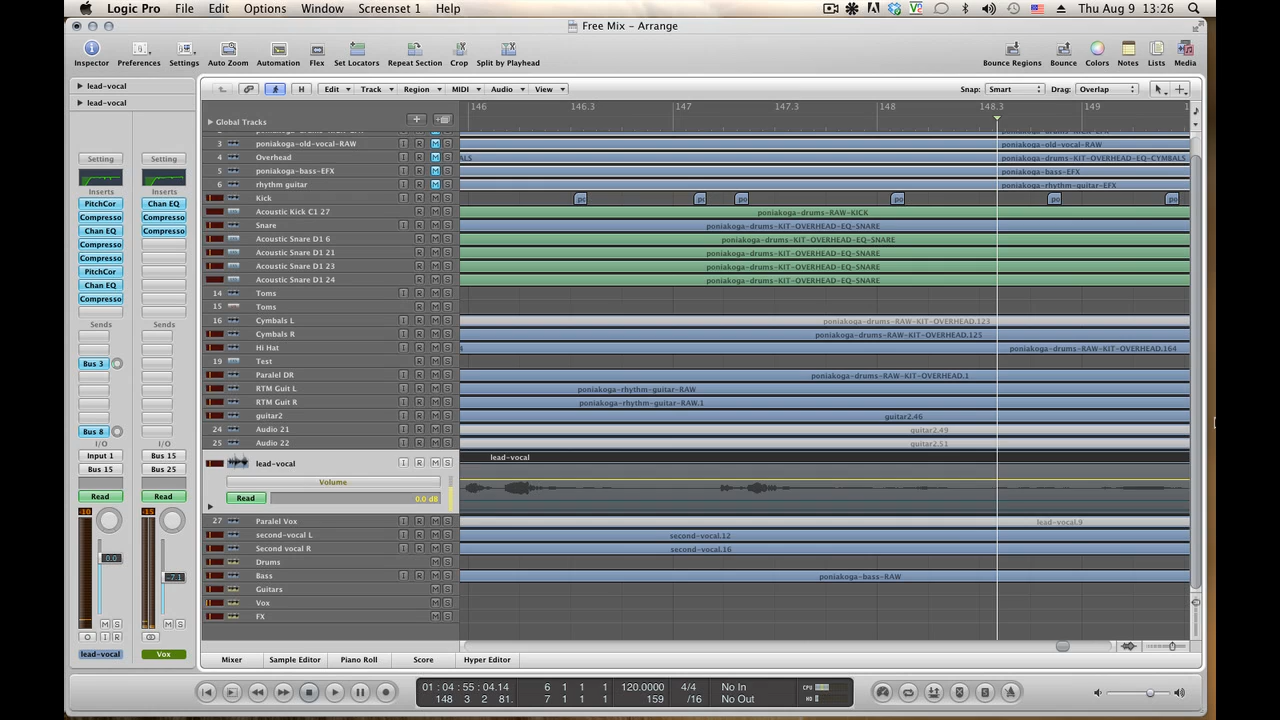 Logic Pro File Edit Options Window Screenset 1 Help Thu Aug 9 13:26
Free Mix – Arrange
Inspector Preferences Settings Auto Zoom Automation Flex Set Locators Repeat Section Crop Split by Playhead Bounce Regions Bounce Colors Notes Lists Media
lead-vocal
lead-vocal
H Edit Track Region MIDI Audio View Snap: Smart Drag: Overlap
146 146.3 147 147.3 148 148.3 149
Global Tracks
3 poniakoga-old-vocal-RAW I R M poniakoga-old-vocal-RAW
4 Overhead I R M poniakoga-drums-KIT-OVERHEAD-EQ-CYMBALS
5 poniakoga-bass-EFX I R M poniakoga-bass-EFX
6 rhythm guitar I R M poniakoga-rhythm-guitar-EFX
Kick I R M S
Acoustic Kick C1 27 R M S poniakoga-drums-RAW-KICK
Snare I R M S poniakoga-drums-KIT-OVERHEAD-EQ-SNARE
Acoustic Snare D1 6 R M S poniakoga-drums-KIT-OVERHEAD-EQ-SNARE
Acoustic Snare D1 21 R M S poniakoga-drums-KIT-OVERHEAD-EQ-SNARE
Acoustic Snare D1 23 R M S poniakoga-drums-KIT-OVERHEAD-EQ-SNARE
Acoustic Snare D1 24 R M S poniakoga-drums-KIT-OVERHEAD-EQ-SNARE
14 Toms I R M S
15 Toms R M S
16 Cymbals L I R M S poniakoga-drums-RAW-KIT-OVERHEAD.123
Cymbals R I R M S poniakoga-drums-RAW-KIT-OVERHEAD.125
Hi Hat I R M S poniakoga-drums-RAW-KIT-OVERHEAD.164
19 Test R M S
Paralel DR I R M S poniakoga-drums-RAW-KIT-OVERHEAD.1
RTM Guit L I R M S poniakoga-rhythm-guitar-RAW
RTM Guit R I R M S poniakoga-rhythm-guitar-RAW.1
guitar2 I R M S guitar2.46
24 Audio 21 I R M S guitar2.49
25 Audio 22 I R M S guitar2.51
lead-vocal I R M S lead-vocal
Volume
Read 0.0 dB
27 Paralel Vox I R M S lead-vocal.9
second-vocal L I R M S second-vocal.12
Second vocal R I R M S second-vocal.16
Drums M S
Bass I R M S poniakoga-bass-RAW
Guitars M S
Vox M S
FX M S
Setting Setting
Inserts Inserts
PitchCor Chan EQ
Compresso Compresso
Chan EQ Compresso
Compresso
Compresso
PitchCor
Chan EQ
Compresso
Sends Sends
Bus 3
Bus 8
I/O I/O
Input 1 Bus 15
Bus 15 Bus 25
Read Read
-10 -15
0.0
-7.1
M S M S
I R
lead-vocal Vox
Mixer Sample Editor Piano Roll Score Hyper Editor
01 : 04 : 55 : 04.14 6 1 1 1 120.0000 4/4 No In CPU
148 3 2 81. 7 1 1 1 159 /16 No Out HD